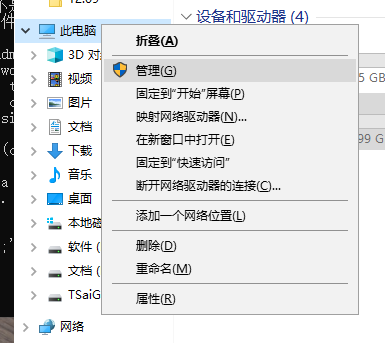 12.09
此电脑
3D 对
视频
图片
文档
下载
音乐
桌面
本地磁
软件 (
文档 (
TSaiG
网络
设备和驱动器 (4)
折叠(A)
管理(G)
固定到"开始"屏幕(P)
映射网络驱动器(N)...
在新窗口中打开(E)
固定到"快速访问"
断开网络驱动器的连接(C)...
添加一个网络位置(L)
删除(D)
重命名(M)
属性(R)
5 GB
99 G